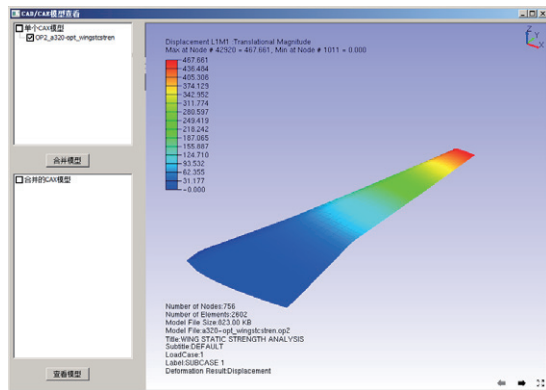 CAD/CAX模型查看
单个CAX模型
OP2_a320-opt_wingstcstren
合并模型
合并的CAX模型
查看模型
Displacement L1M1 Translational Magnitude
Max at Node # 42920 = 467.661, Min at Node # 1011 = 0.000
467.661
436.484
405.306
374.129
342.952
311.774
280.597
249.419
218.242
187.065
155.887
124.710
93.532
62.355
31.177
-0.000
Z
Y
X
Number of Nodes:756
Number of Elements:2602
Model File Size:823.00 KB
Model File:a320-opt_wingstcstren.op2
Title:WING STATIC STRENGTH ANALYSIS
Subtitle:DEFAULT
LoadCase:1
Label:SUBCASE 1
Deformation Result:Displacement